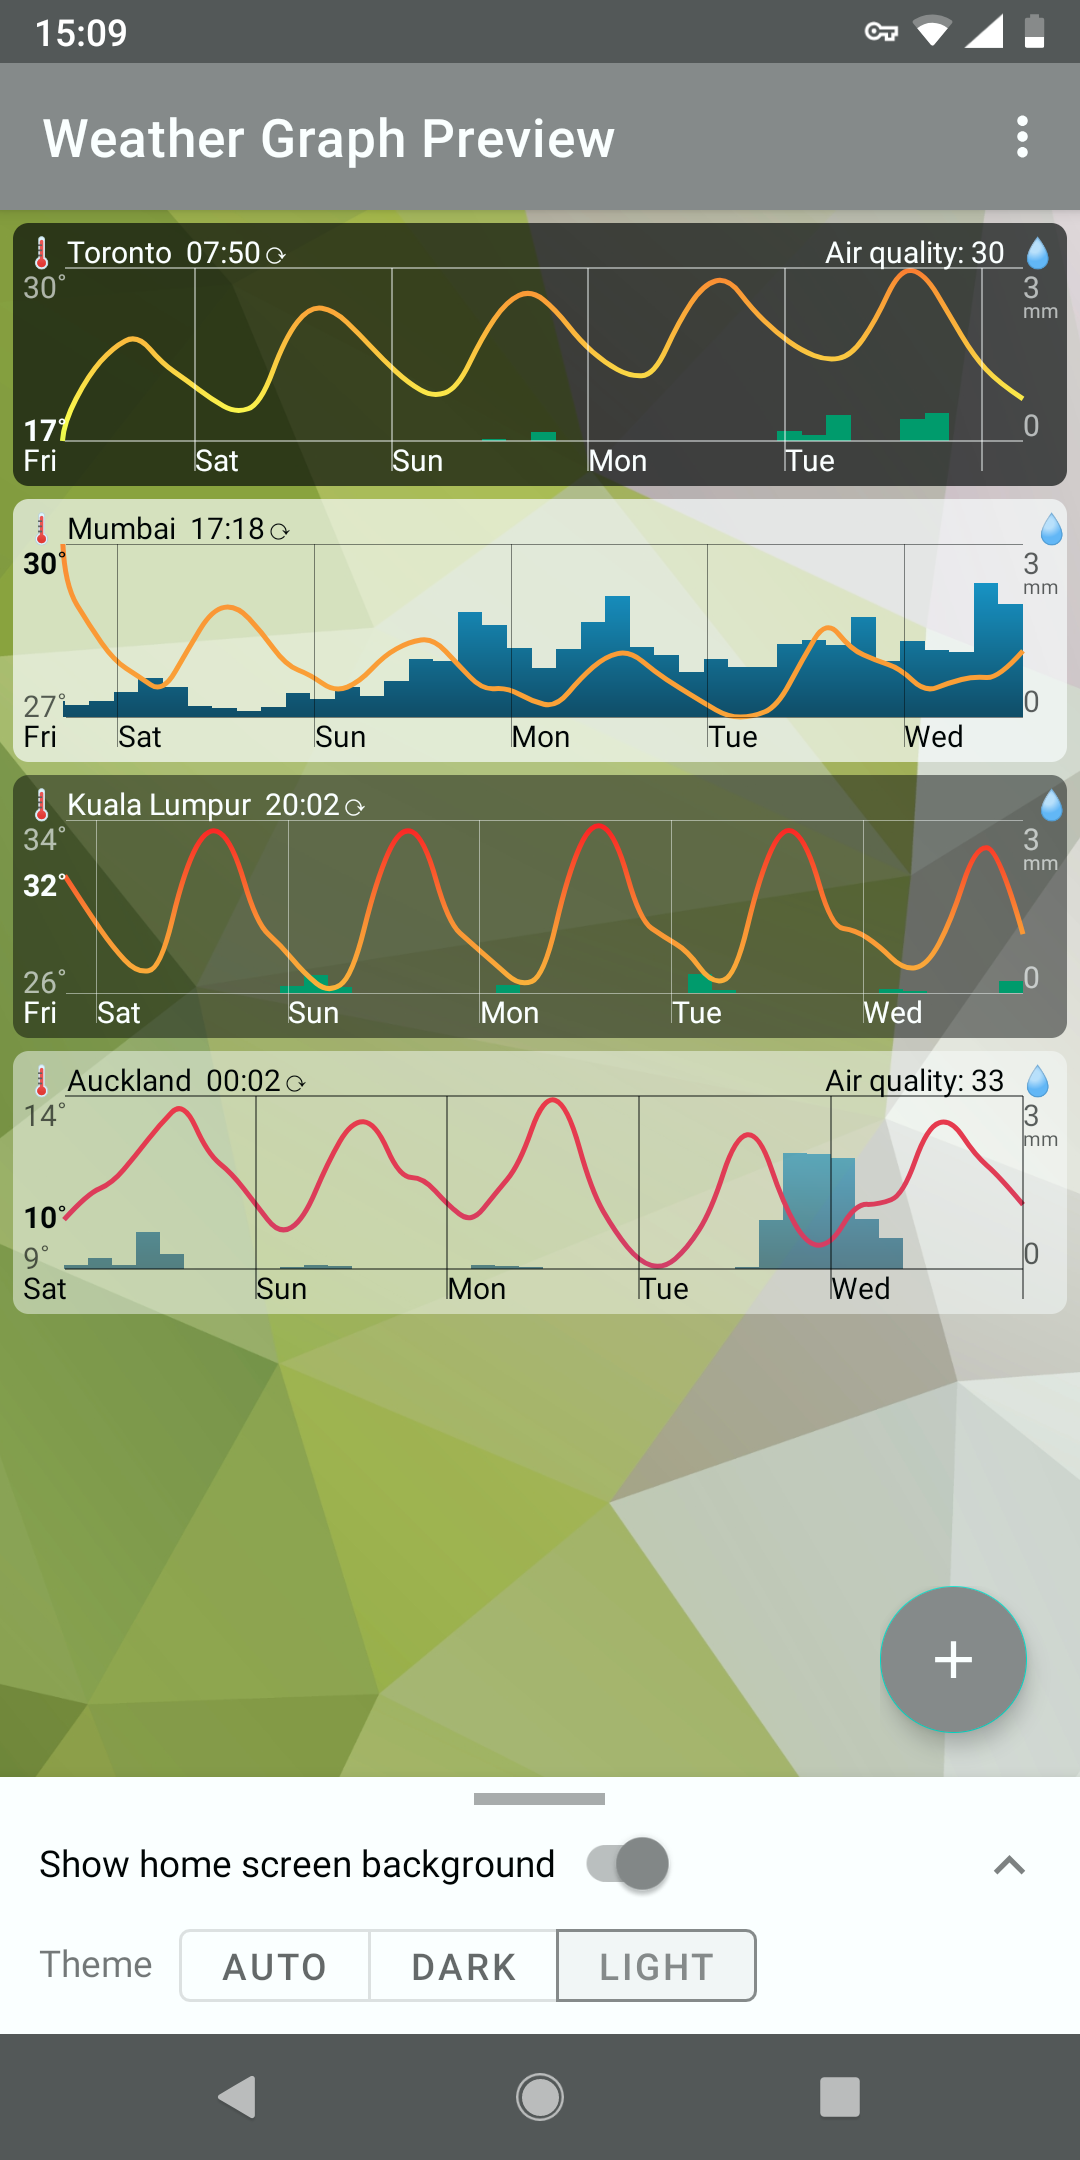 15:09
Weather Graph Preview
Toronto 07:50 Air quality: 30
30° 3
mm
17° 0
Fri Sat Sun Mon Tue
Mumbai 17:18
30° 3
mm
27° 0
Fri Sat Sun Mon Tue Wed
Kuala Lumpur 20:02
34° 3
mm
32°
26° 0
Fri Sat Sun Mon Tue Wed
Auckland 00:02 Air quality: 33
14° 3
mm
10°
9° 0
Sat Sun Mon Tue Wed
+
Show home screen background
Theme AUTO DARK LIGHT